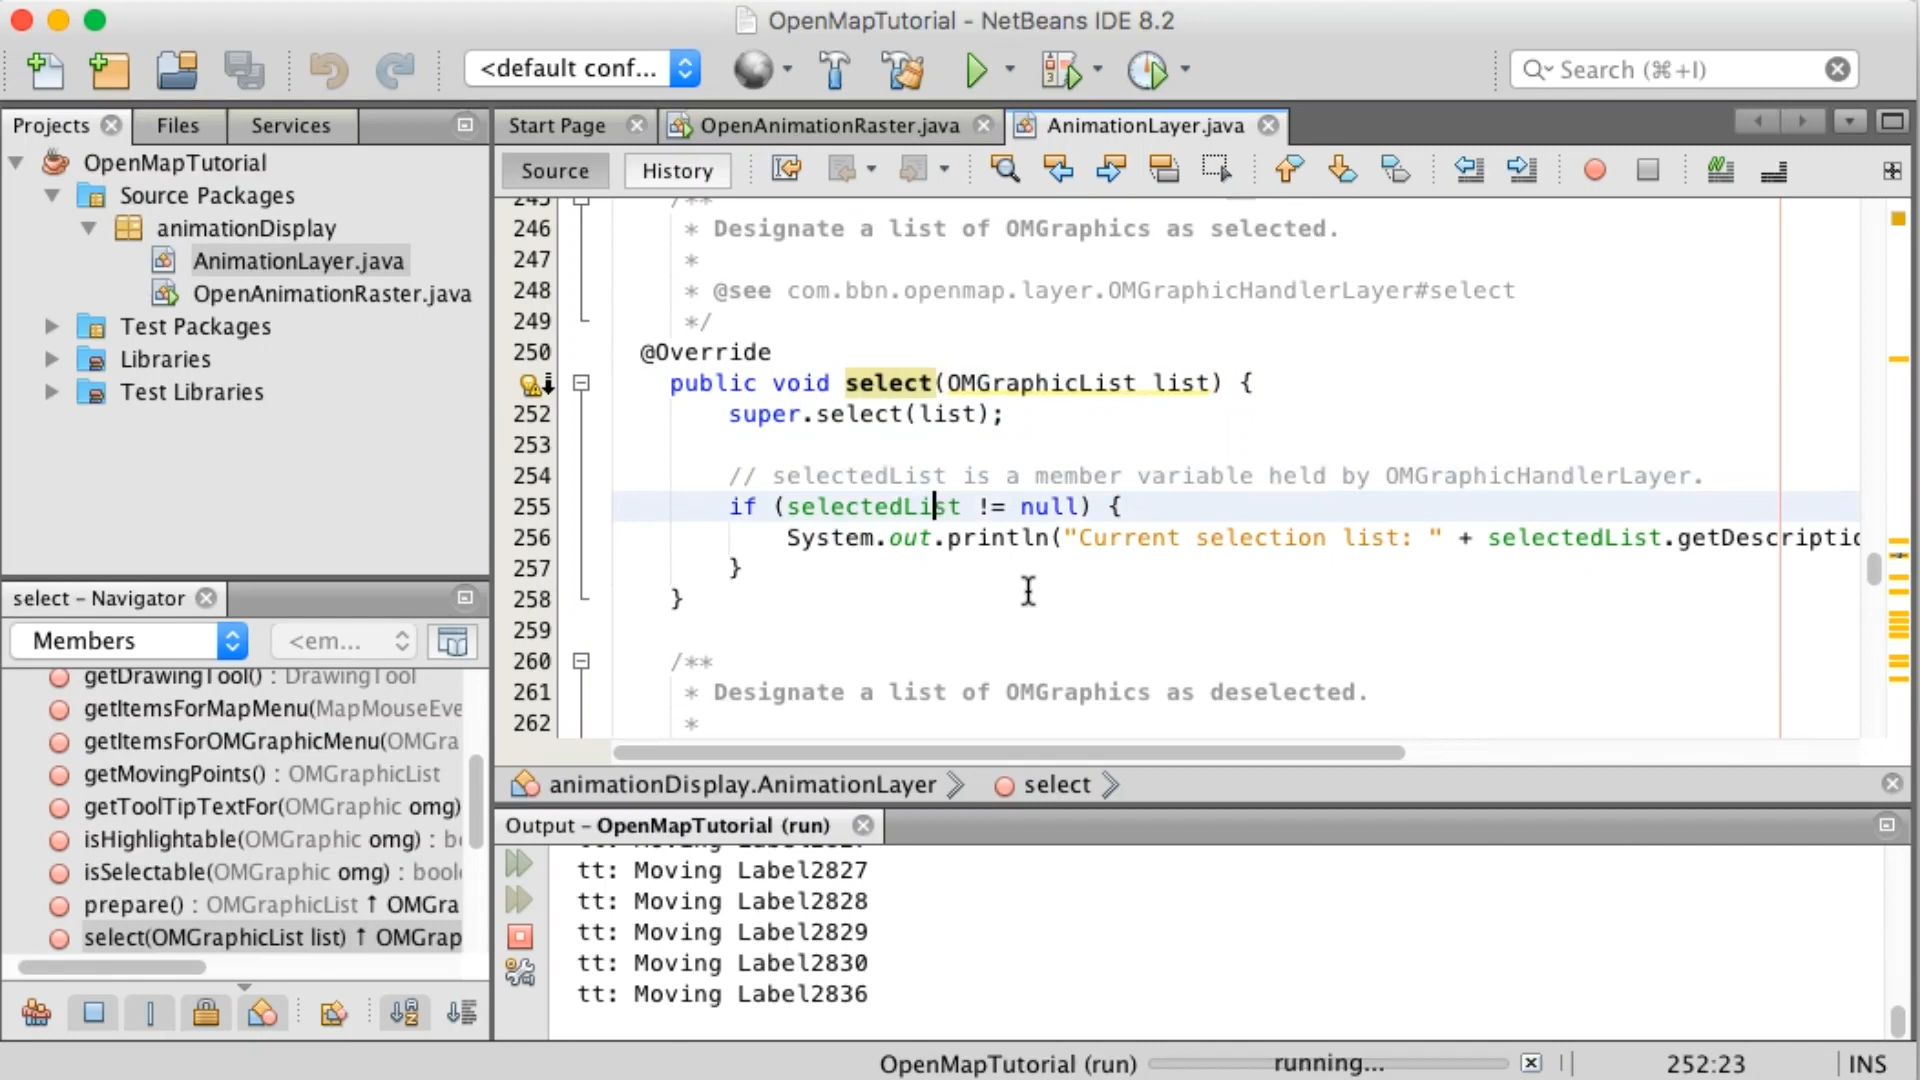 OpenMapTutorial - NetBeans IDE 8.2
<default conf...
Search (⌘+I)
Projects
Files
Services
Start Page
OpenAnimationRaster.java
AnimationLayer.java
OpenMapTutorial
Source Packages
animationDisplay
AnimationLayer.java
OpenAnimationRaster.java
Test Packages
Libraries
Test Libraries
Source
History
245 /**
246 * Designate a list of OMGraphics as selected.
247 *
248 * @see com.bbn.openmap.layer.OMGraphicHandlerLayer#select
249 */
250 @Override
public void select(OMGraphicList list) {
252 super.select(list);
253
254 // selectedList is a member variable held by OMGraphicHandlerLayer.
255 if (selectedList != null) {
256 System.out.println("Current selection list: " + selectedList.getDescriptio
257 }
258 }
259
260 /**
261 * Designate a list of OMGraphics as deselected.
262 *
animationDisplay.AnimationLayer
select
select - Navigator
Members
<em...
getDrawingTool() : DrawingTool
getItemsForMapMenu(MapMouseEve
getItemsForOMGraphicMenu(OMGra
getMovingPoints() : OMGraphicList
getToolTipTextFor(OMGraphic omg)
isHighlightable(OMGraphic omg) : b
isSelectable(OMGraphic omg) : bool
prepare() : OMGraphicList ↑ OMGra
select(OMGraphicList list) ↑ OMGrap
Output - OpenMapTutorial (run)
tt: Moving Label2827
tt: Moving Label2828
tt: Moving Label2829
tt: Moving Label2830
tt: Moving Label2836
OpenMapTutorial (run)
running...
252:23
INS